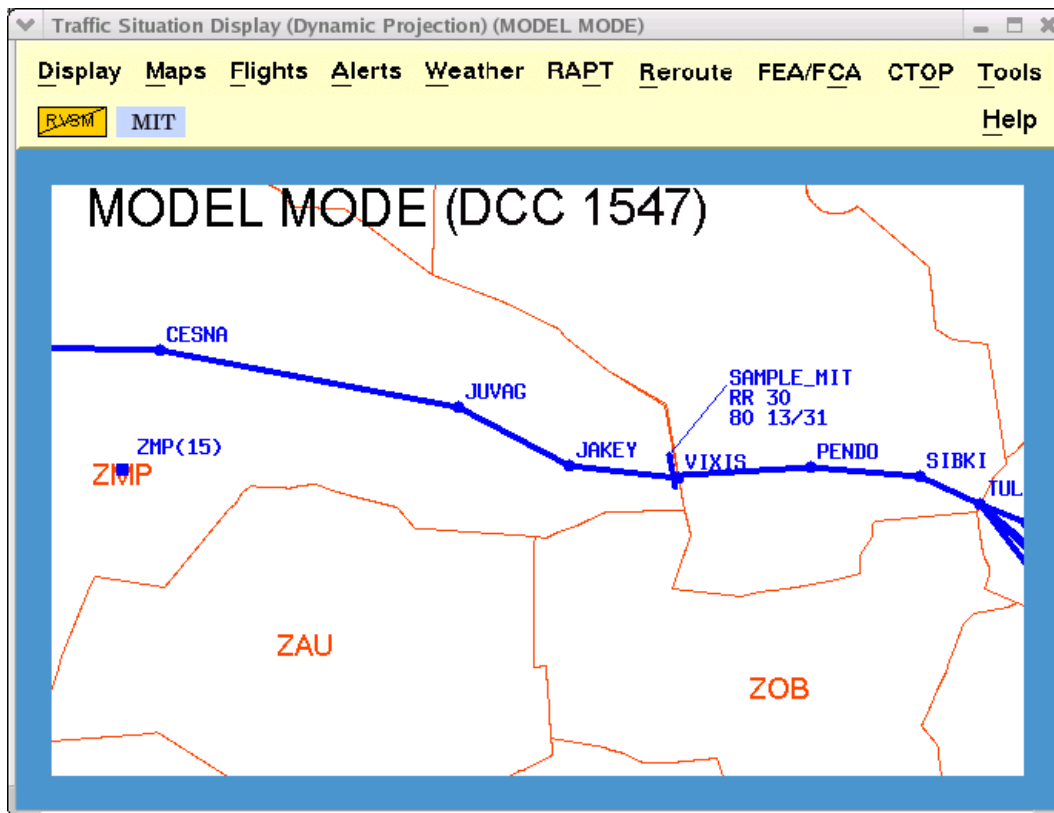 Traffic Situation Display (Dynamic Projection) (MODEL MODE)
Display Maps Flights Alerts Weather RAPT Reroute FEA/FCA CTOP Tools
RVSM MIT Help
MODEL MODE (DCC 1547)
CESNA
SAMPLE_MIT
RR 30
80 13/31
JUVAG
ZMP(15)
ZMP
JAKEY
VIXIS
PENDO
SIBKI
TUL
ZAU
ZOB